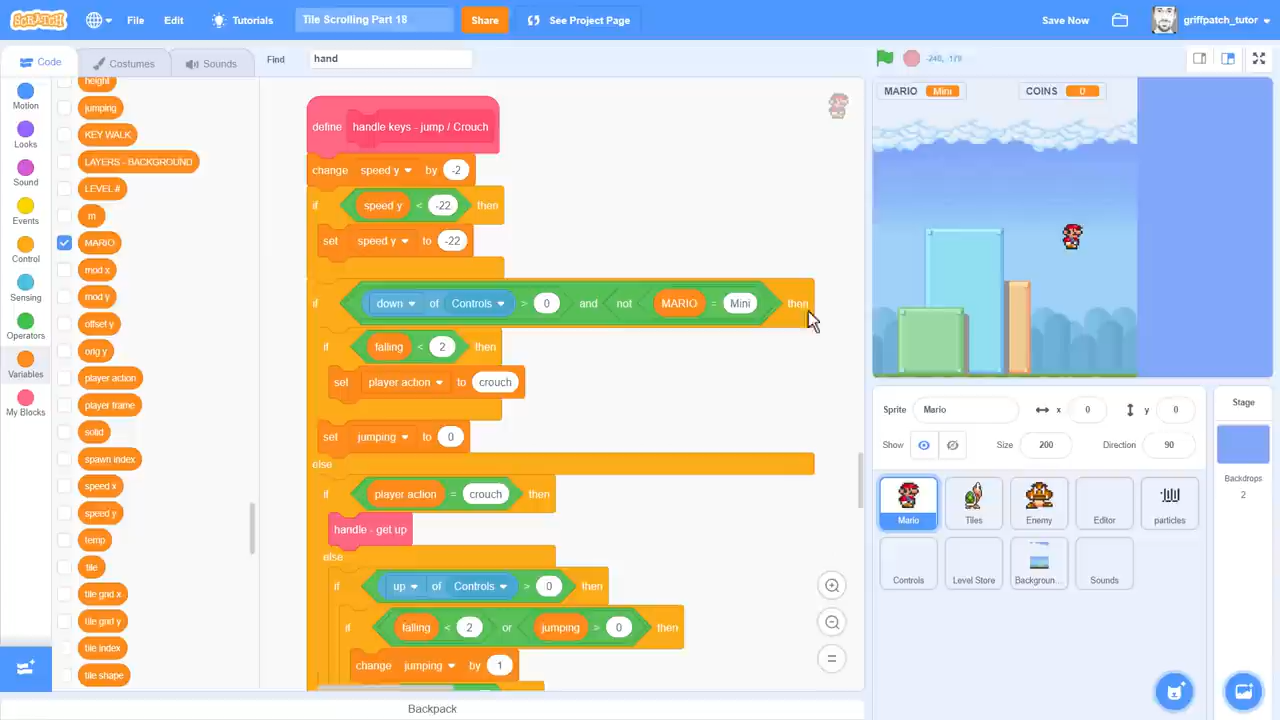 SCRATCH File Edit Tutorials Tile Scrolling Part 18 Share See Project Page Save Now griffpatch_tutor
Code Costumes Sounds Find hand -240, 179
Motion
Looks
Sound
Events
Control
Sensing
Operators
Variables
My Blocks
height
jumping
KEY WALK
LAYERS - BACKGROUND
LEVEL #
m
MARIO
mod x
mod y
offset y
orig y
player action
player frame
solid
spawn index
speed x
speed y
temp
tile
tile grid x
tile grid y
tile index
tile shape
define handle keys - jump / Crouch
change speed y by -2
if speed y < -22 then
set speed y to -22
if down of Controls > 0 and not MARIO = Mini then
if falling < 2 then
set player action to crouch
set jumping to 0
else
if player action = crouch then
handle - get up
else
if up of Controls > 0 then
if falling < 2 or jumping > 0 then
change jumping by 1
Backpack
MARIO Mini COINS 0
Sprite Mario x 0 y 0
Show Size 200 Direction 90
Mario Tiles Enemy Editor particles
Controls Level Store Backgroun... Sounds
Stage
Backdrops
2